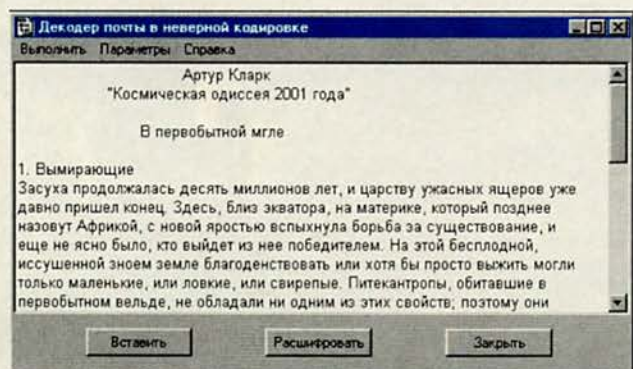 Декодер почты в неверной кодировке
Выполнить Параметры Справка
Артур Кларк
"Космическая одиссея 2001 года"
В первобытной мгле
1. Вымирающие
Засуха продолжалась десять миллионов лет, и царству ужасных ящеров уже
давно пришел конец. Здесь, близ экватора, на материке, который позднее
назовут Африкой, с новой яростью вспыхнула борьба за существование, и
еще не ясно было, кто выйдет из нее победителем. На этой бесплодной,
иссушенной зноем земле благоденствовать или хотя бы просто выжить могли
только маленькие, или ловкие, или свирепые. Питекантропы, обитавшие в
первобытном вельде, не обладали ни одним из этих свойств; поэтому они
Вставить Расшифровать Закрыть